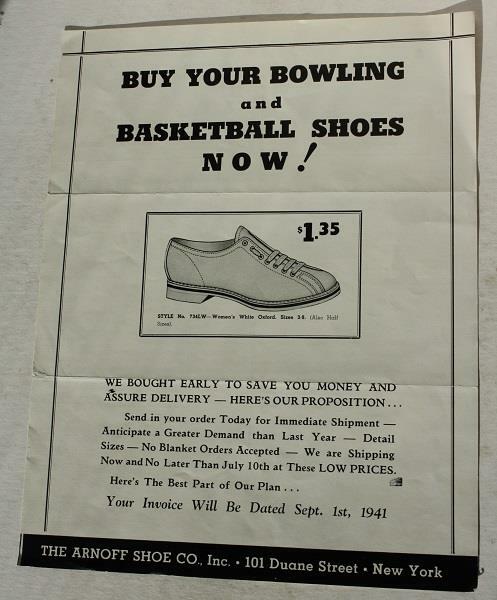 BUY YOUR BOWLING
and
BASKETBALL SHOES
NOW!
$1.35
STYLE No. 734LW—Women's White Oxford. Sizes 3-8. (Also Half
Sizes).
WE BOUGHT EARLY TO SAVE YOU MONEY AND
ASSURE DELIVERY — HERE'S OUR PROPOSITION...
Send in your order Today for Immediate Shipment —
Anticipate a Greater Demand than Last Year — Detail
Sizes — No Blanket Orders Accepted — We are Shipping
Now and No Later Than July 10th at These LOW PRICES.
Here's The Best Part of Our Plan...
Your Invoice Will Be Dated Sept. 1st, 1941
THE ARNOFF SHOE CO., Inc. • 101 Duane Street • New York